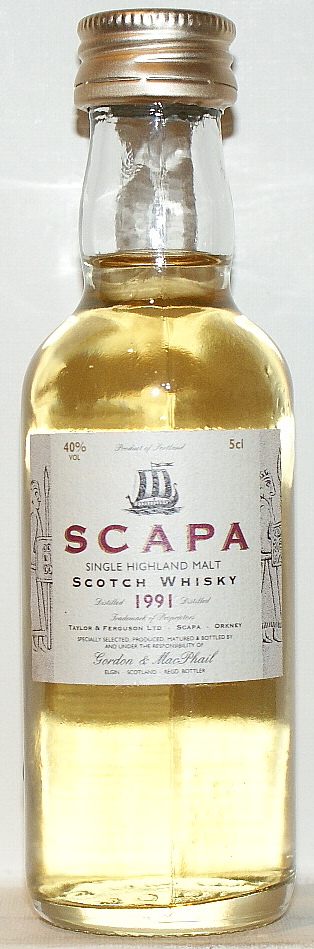 40% Product of Scotland 5cl
VOL
SCAPA
SINGLE HIGHLAND MALT
SCOTCH WHISKY
Distilled 1991 Distilled
Trademark of Proprietors
TAYLOR & FERGUSON LTD . SCAPA . ORKNEY
SPECIALLY SELECTED, PRODUCED, MATURED & BOTTLED BY
AND UNDER THE RESPONSIBILITY OF
Gordon & MacPhail
ELGIN . SCOTLAND . REGD BOTTLER